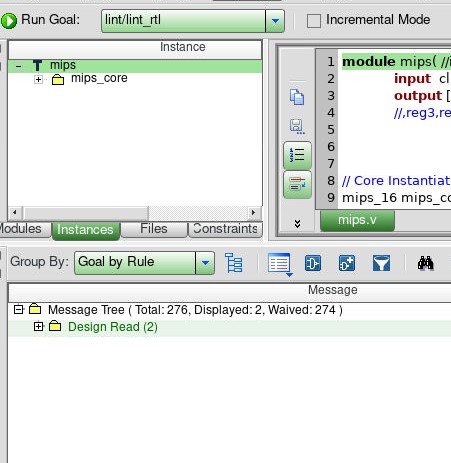 Run Goal: lint/lint_rtl Incremental Mode
Instance
mips
mips_core
1 module mips( //i
2 input cl
3 output [
4 //,reg3,re
5
6
7
8 // Core Instantiat
9 mips_16 mips_co
mips.v
Modules Instances Files Constraints
Group By: Goal by Rule
Message
Message Tree ( Total: 276, Displayed: 2, Waived: 274 )
Design Read (2)